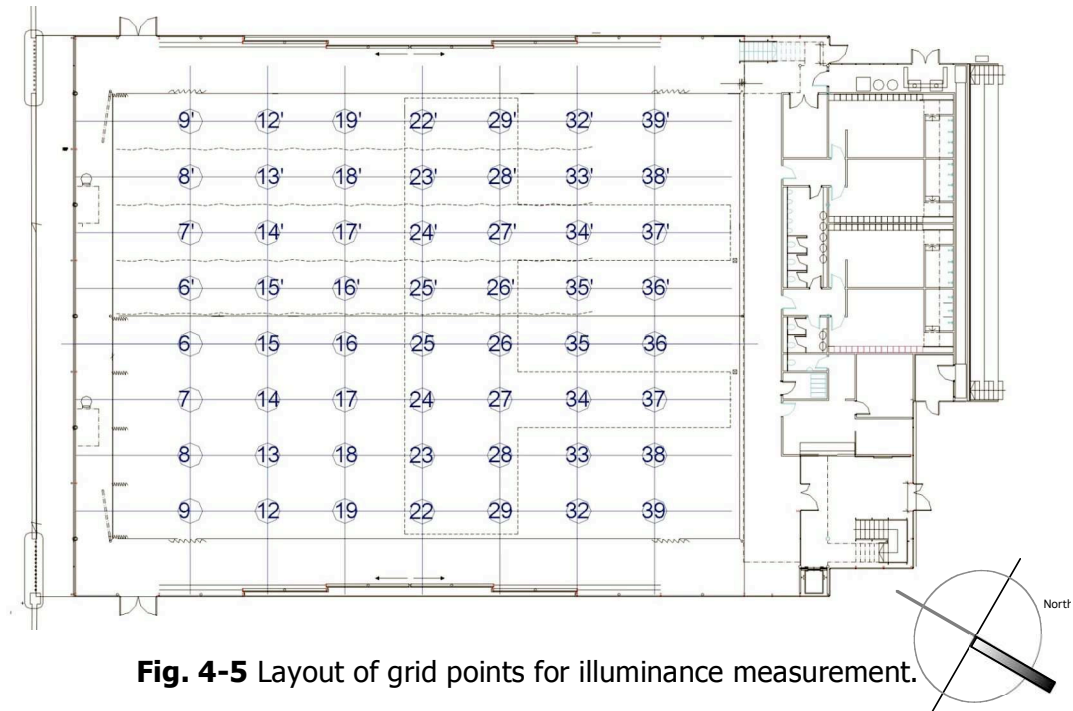 9' 12' 19' 22' 29' 32' 39'
8' 13' 18' 23' 28' 33' 38'
7' 14' 17' 24' 27' 34' 37'
6' 15' 16' 25' 26' 35' 36'
6 15 16 25 26 35 36
7 14 17 24 27 34 37
8 13 18 23 28 33 38
9 12 19 22 29 32 39
North
Fig. 4-5 Layout of grid points for illuminance measurement.